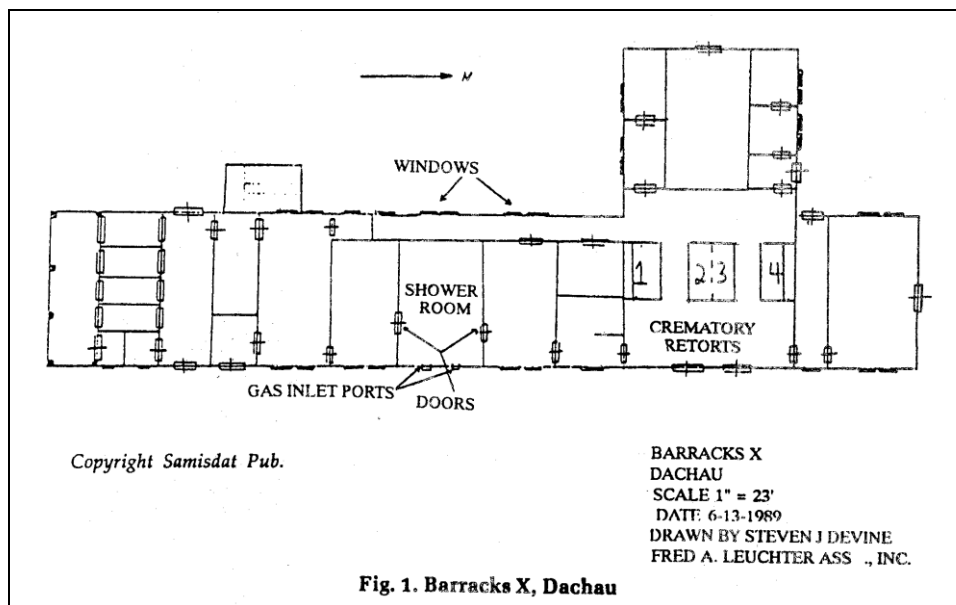 N
WINDOWS
1
2
3
4
SHOWER
ROOM
CREMATORY
RETORTS
GAS INLET PORTS
DOORS
Copyright Samisdat Pub.
BARRACKS X
DACHAU
SCALE 1" = 23'
DATE 6-13-1989
DRAWN BY STEVEN J DEVINE
FRED A. LEUCHTER ASS ., INC.
Fig. 1. Barracks X, Dachau